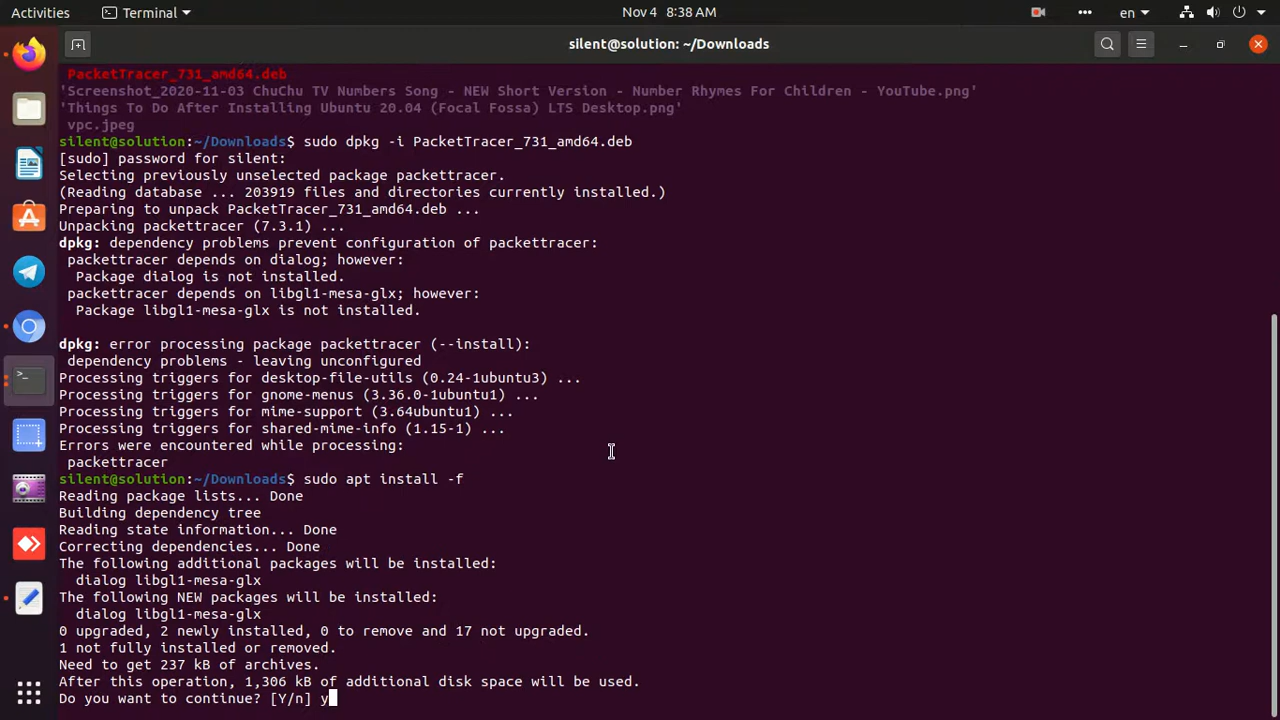 Activities Terminal Nov 4 8:38 AM en
silent@solution: ~/Downloads
PacketTracer_731_amd64.deb
'Screenshot_2020-11-03 ChuChu TV Numbers Song - NEW Short Version - Number Rhymes For Children - YouTube.png'
'Things To Do After Installing Ubuntu 20.04 (Focal Fossa) LTS Desktop.png'
vpc.jpeg
silent@solution:~/Downloads$ sudo dpkg -i PacketTracer_731_amd64.deb
[sudo] password for silent:
Selecting previously unselected package packettracer.
(Reading database ... 203919 files and directories currently installed.)
Preparing to unpack PacketTracer_731_amd64.deb ...
Unpacking packettracer (7.3.1) ...
dpkg: dependency problems prevent configuration of packettracer:
packettracer depends on dialog; however:
Package dialog is not installed.
packettracer depends on libgl1-mesa-glx; however:
Package libgl1-mesa-glx is not installed.
dpkg: error processing package packettracer (--install):
dependency problems - leaving unconfigured
Processing triggers for desktop-file-utils (0.24-1ubuntu3) ...
Processing triggers for gnome-menus (3.36.0-1ubuntu1) ...
Processing triggers for mime-support (3.64ubuntu1) ...
Processing triggers for shared-mime-info (1.15-1) ...
Errors were encountered while processing:
packettracer
silent@solution:~/Downloads$ sudo apt install -f
Reading package lists... Done
Building dependency tree
Reading state information... Done
Correcting dependencies... Done
The following additional packages will be installed:
dialog libgl1-mesa-glx
The following NEW packages will be installed:
dialog libgl1-mesa-glx
0 upgraded, 2 newly installed, 0 to remove and 17 not upgraded.
1 not fully installed or removed.
Need to get 237 kB of archives.
After this operation, 1,306 kB of additional disk space will be used.
Do you want to continue? [Y/n] y